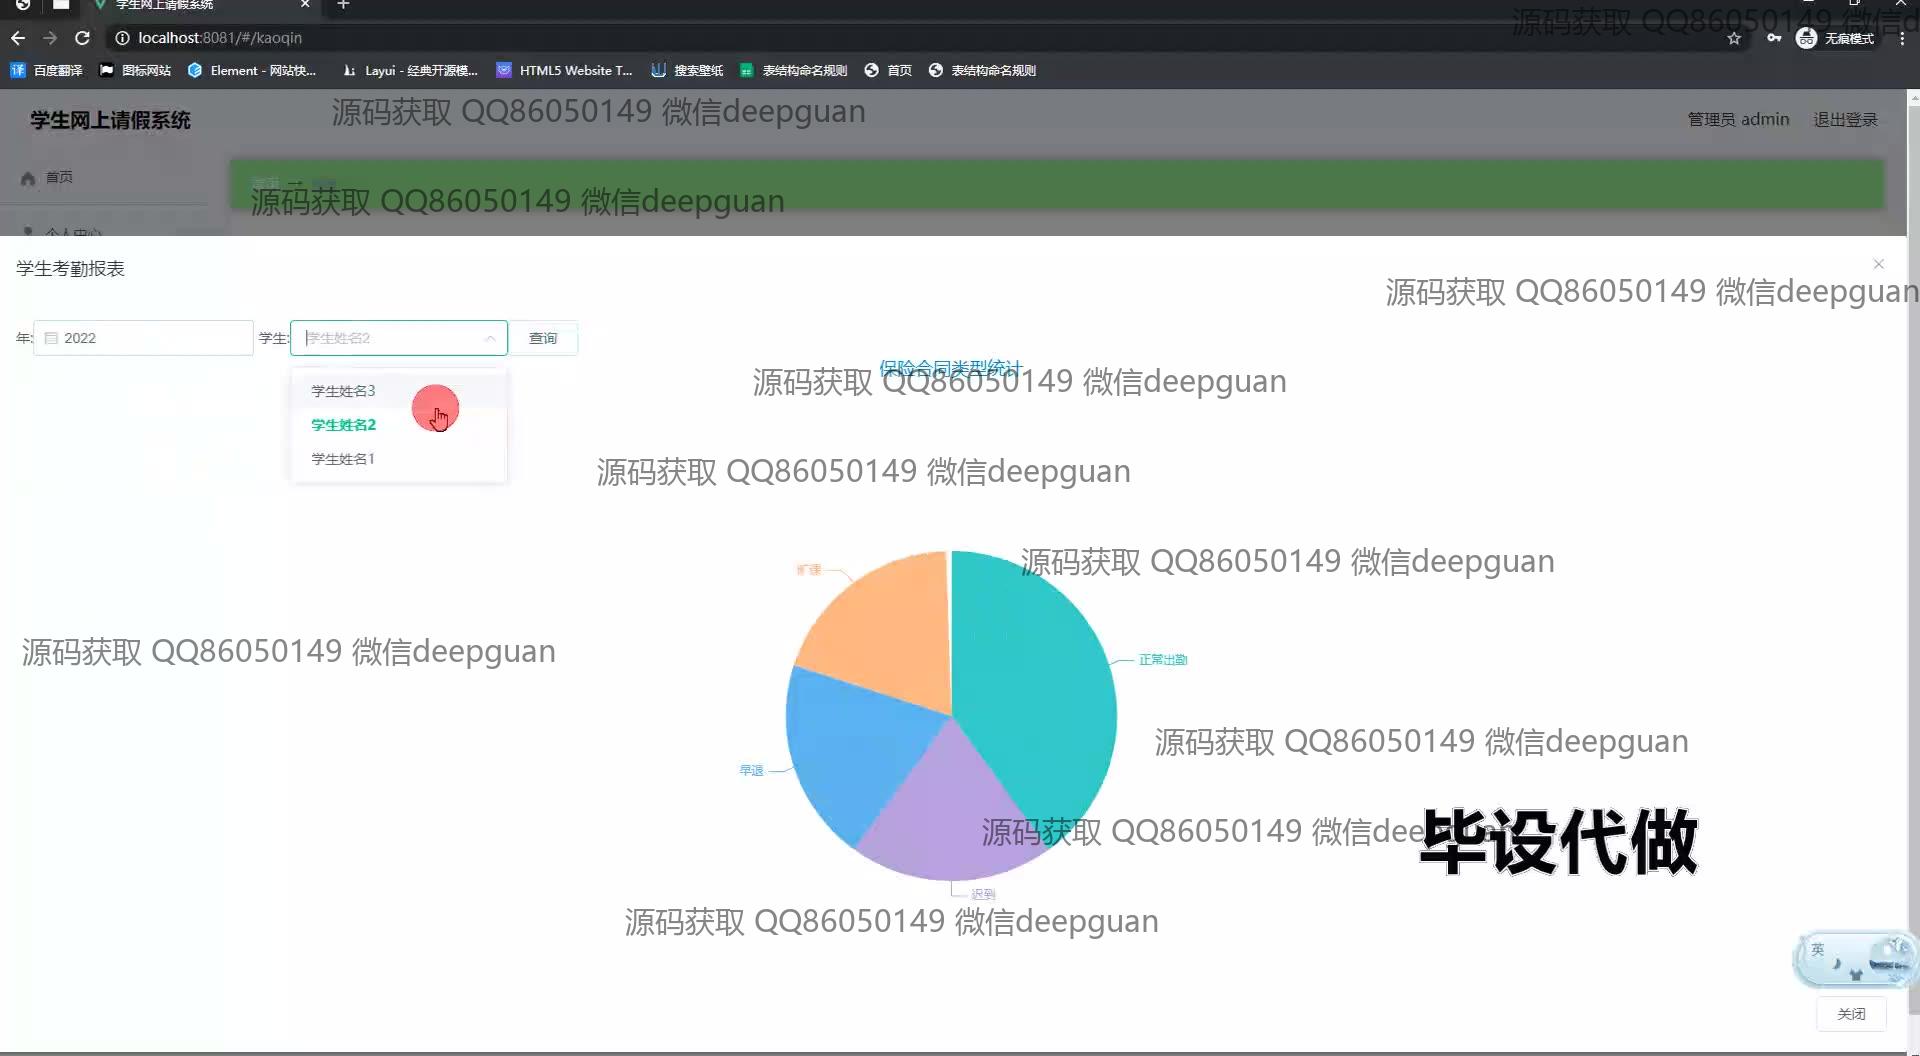 学生网上请假系统
localhost:8081/#/kaoqin
无痕模式
百度翻译
图标网站
Element - 网站快...
Layui - 经典开源模...
HTML5 Website T...
搜索壁纸
表结构命名规则
首页
表结构命名规则
源码获取 QQ86050149 微信d
学生网上请假系统
源码获取 QQ86050149 微信deepguan
管理员 admin
退出登录
首页
源码获取 QQ86050149 微信deepguan
个人中心
学生考勤报表
源码获取 QQ86050149 微信deepguan
年: 2022 学生: 学生姓名2 查询
保险合同类型统计
源码获取 QQ86050149 微信deepguan
学生姓名3
学生姓名2
学生姓名1
源码获取 QQ86050149 微信deepguan
旷课
源码获取 QQ86050149 微信deepguan
源码获取 QQ86050149 微信deepguan
正常出勤
源码获取 QQ86050149 微信deepguan
早退
源码获取 QQ86050149 微信deepguan
毕设代做
迟到
源码获取 QQ86050149 微信deepguan
英
关闭